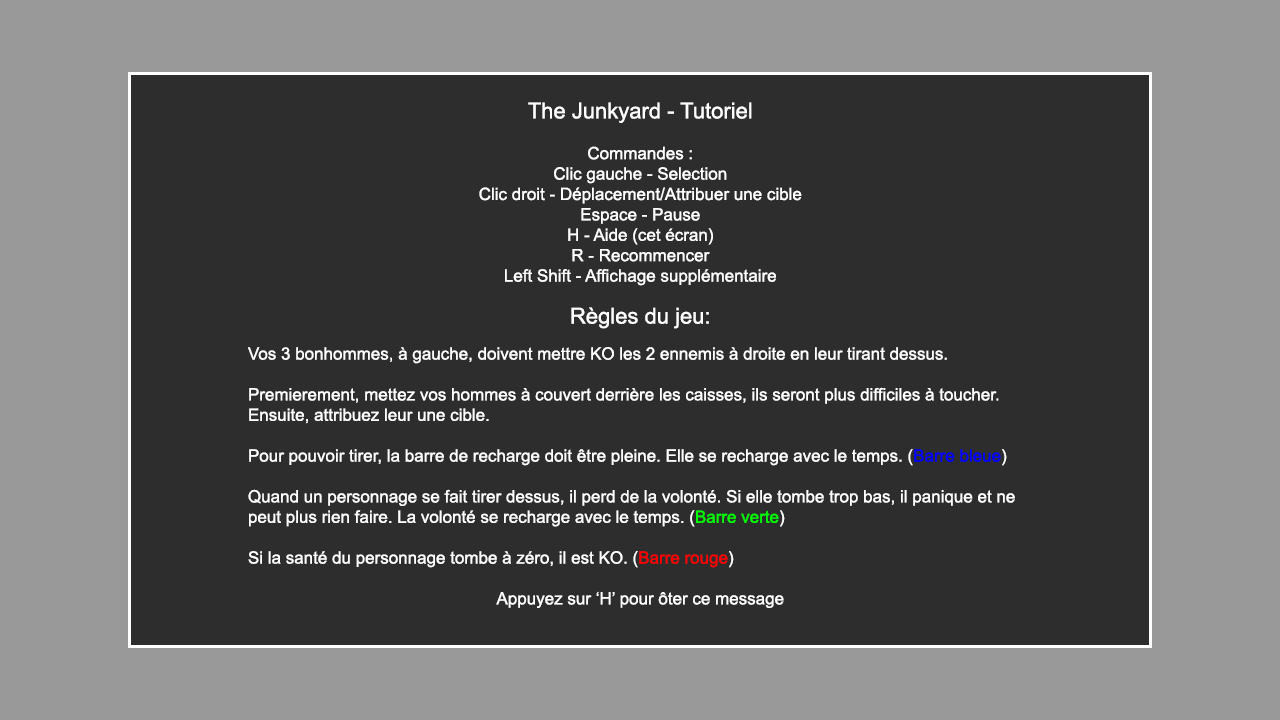 The Junkyard - Tutoriel
Commandes :
Clic gauche - Selection
Clic droit - Déplacement/Attribuer une cible
Espace - Pause
H - Aide (cet écran)
R - Recommencer
Left Shift - Affichage supplémentaire
Règles du jeu:
Vos 3 bonhommes, à gauche, doivent mettre KO les 2 ennemis à droite en leur tirant dessus.
Premierement, mettez vos hommes à couvert derrière les caisses, ils seront plus difficiles à toucher.
Ensuite, attribuez leur une cible.
Pour pouvoir tirer, la barre de recharge doit être pleine. Elle se recharge avec le temps. (Barre bleue)
Quand un personnage se fait tirer dessus, il perd de la volonté. Si elle tombe trop bas, il panique et ne
peut plus rien faire. La volonté se recharge avec le temps. (Barre verte)
Si la santé du personnage tombe à zéro, il est KO. (Barre rouge)
Appuyez sur ‘H’ pour ôter ce message